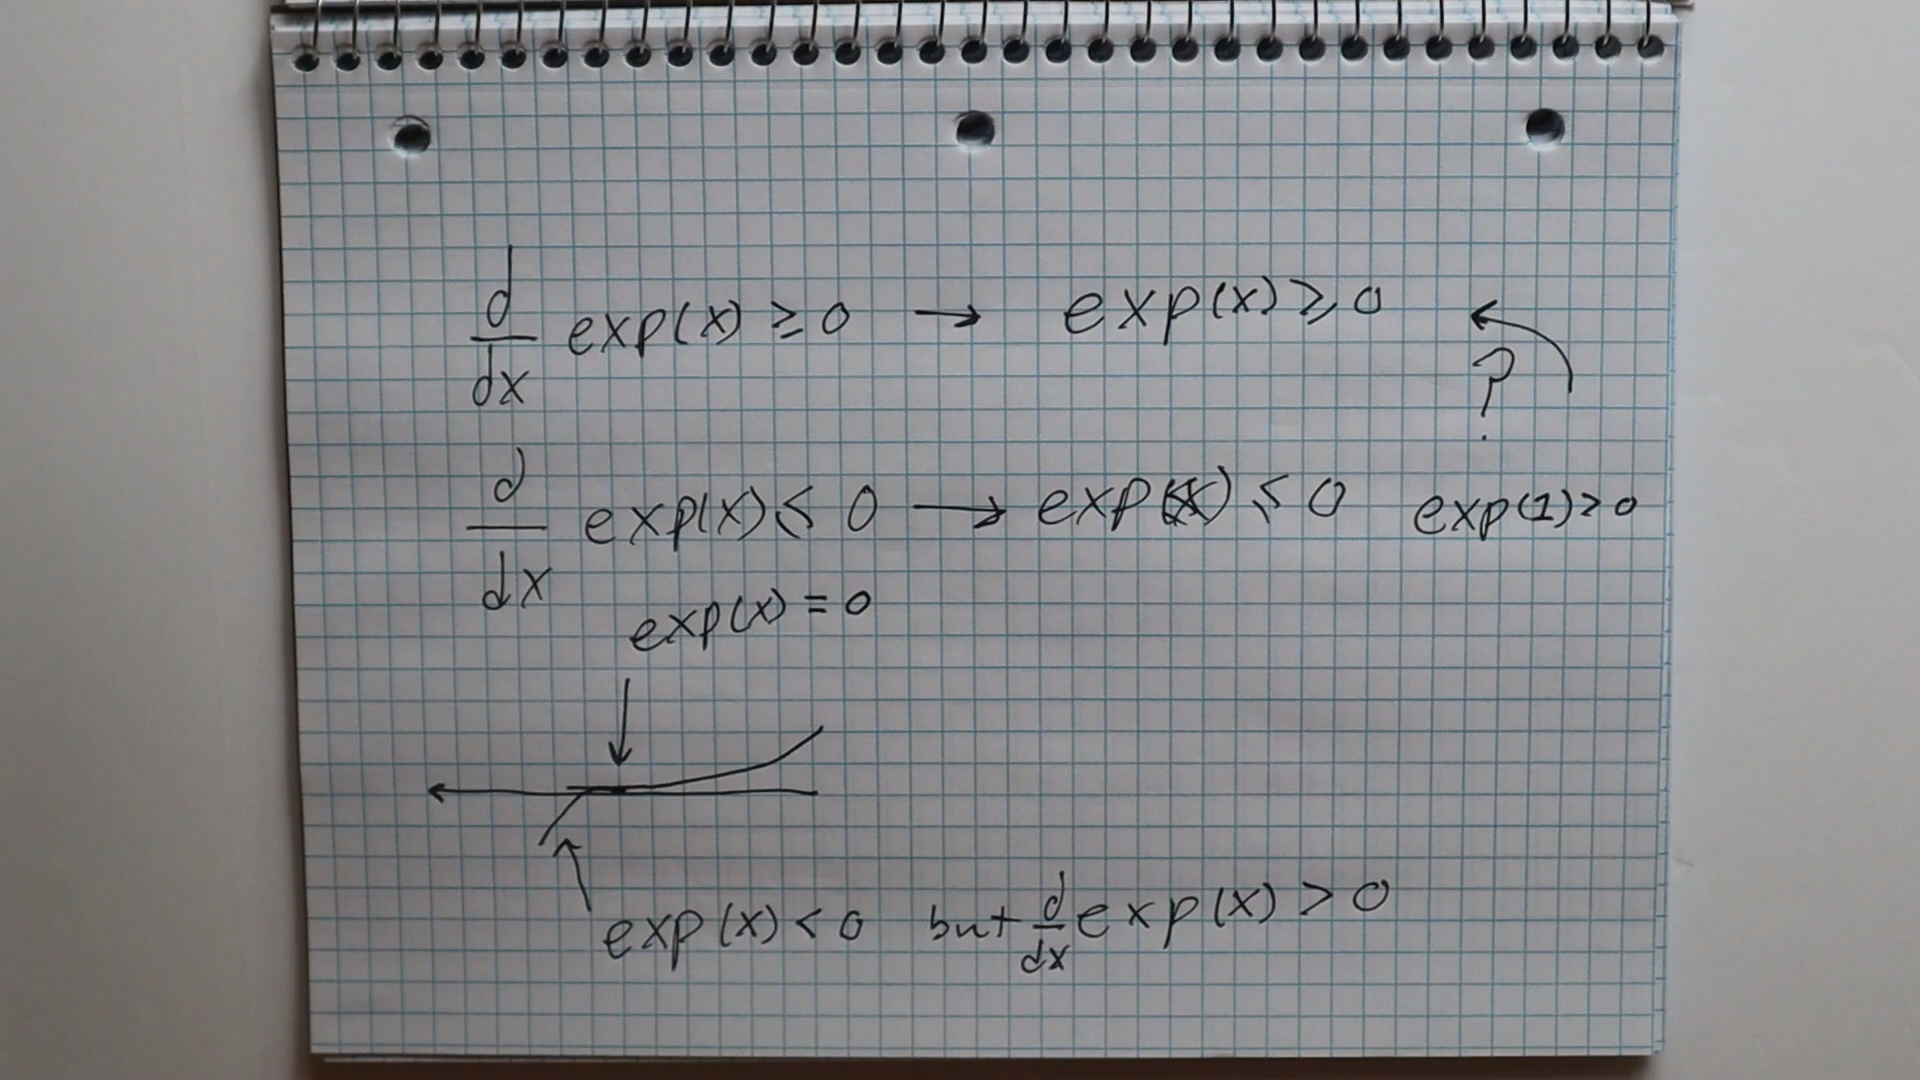 d/dx exp(x) ≥ 0 → exp(x) ≥ 0 ←
?
d/dx exp(x) ≤ 0 → exp(x) ≤ 0 exp(1) > 0
exp(x) = 0
exp(x) < 0 but d/dx exp(x) > 0